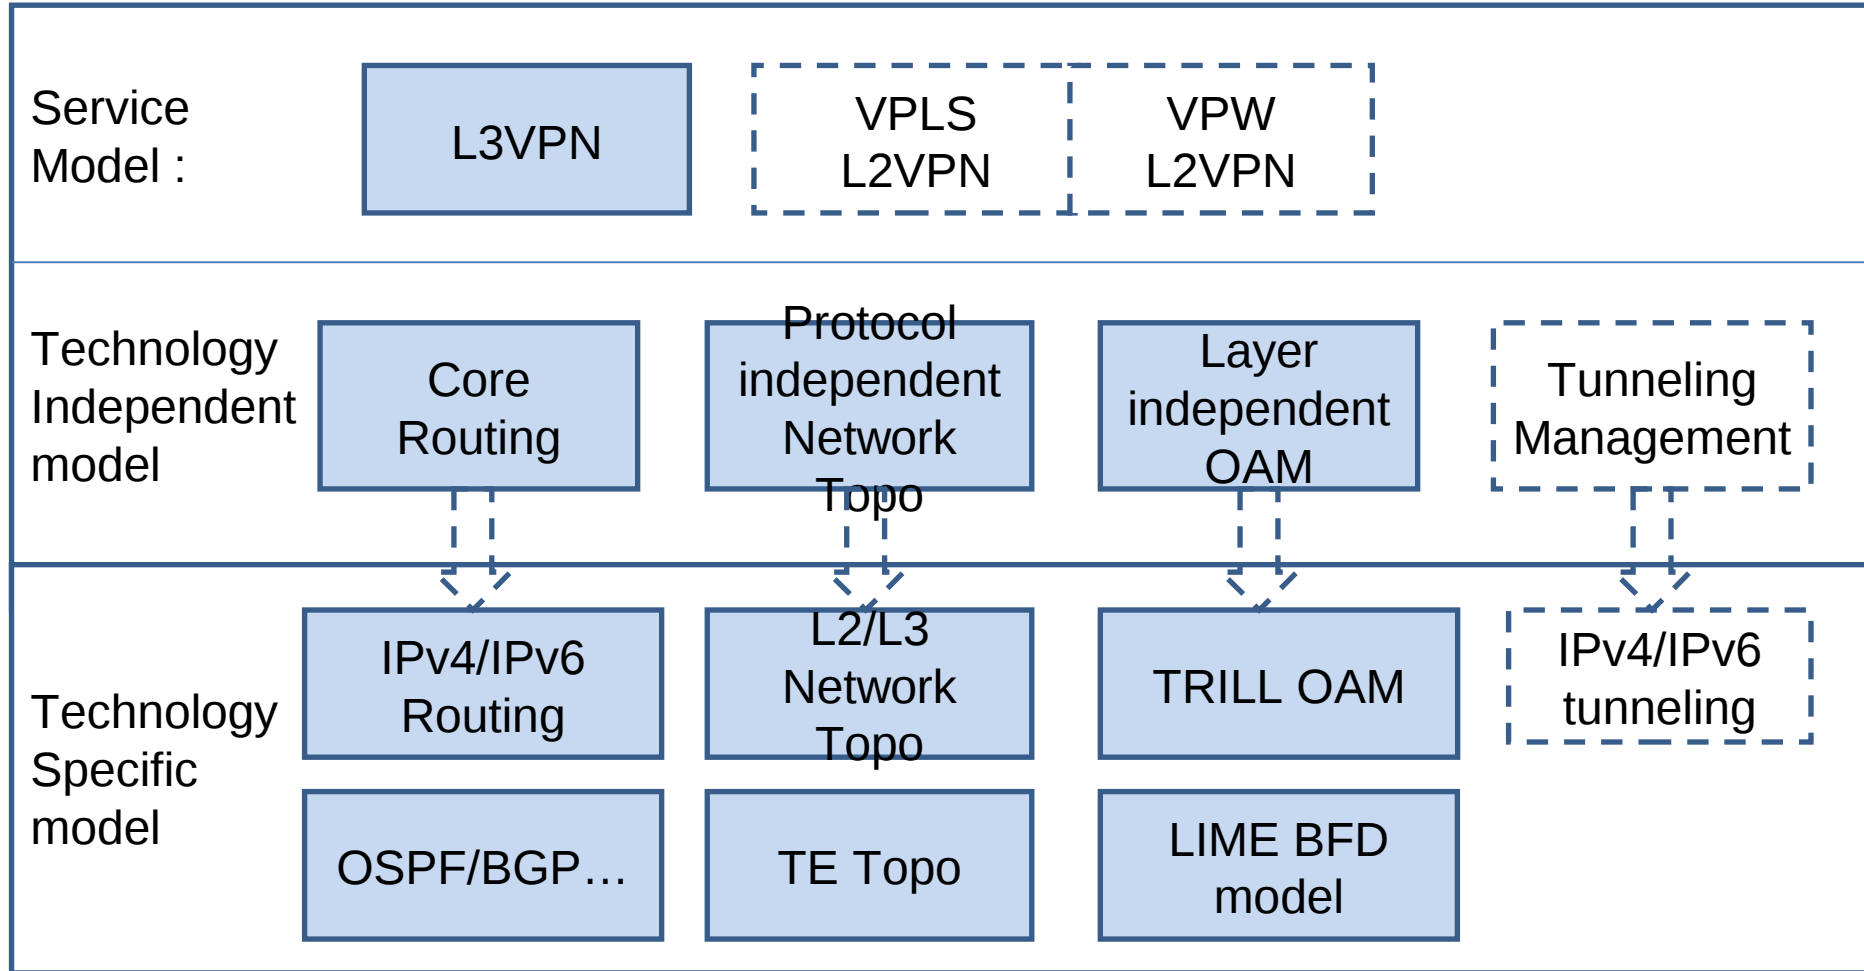 Service
Model :
L3VPN
VPLS
L2VPN
VPW
L2VPN
Technology
Independent
model
Core
Routing
Protocol
independent
Network
Topo
Layer
independent
OAM
Tunneling
Management
Technology
Specific
model
IPv4/IPv6
Routing
L2/L3
Network
Topo
TRILL OAM
IPv4/IPv6
tunneling
OSPF/BGP…
TE Topo
LIME BFD
model